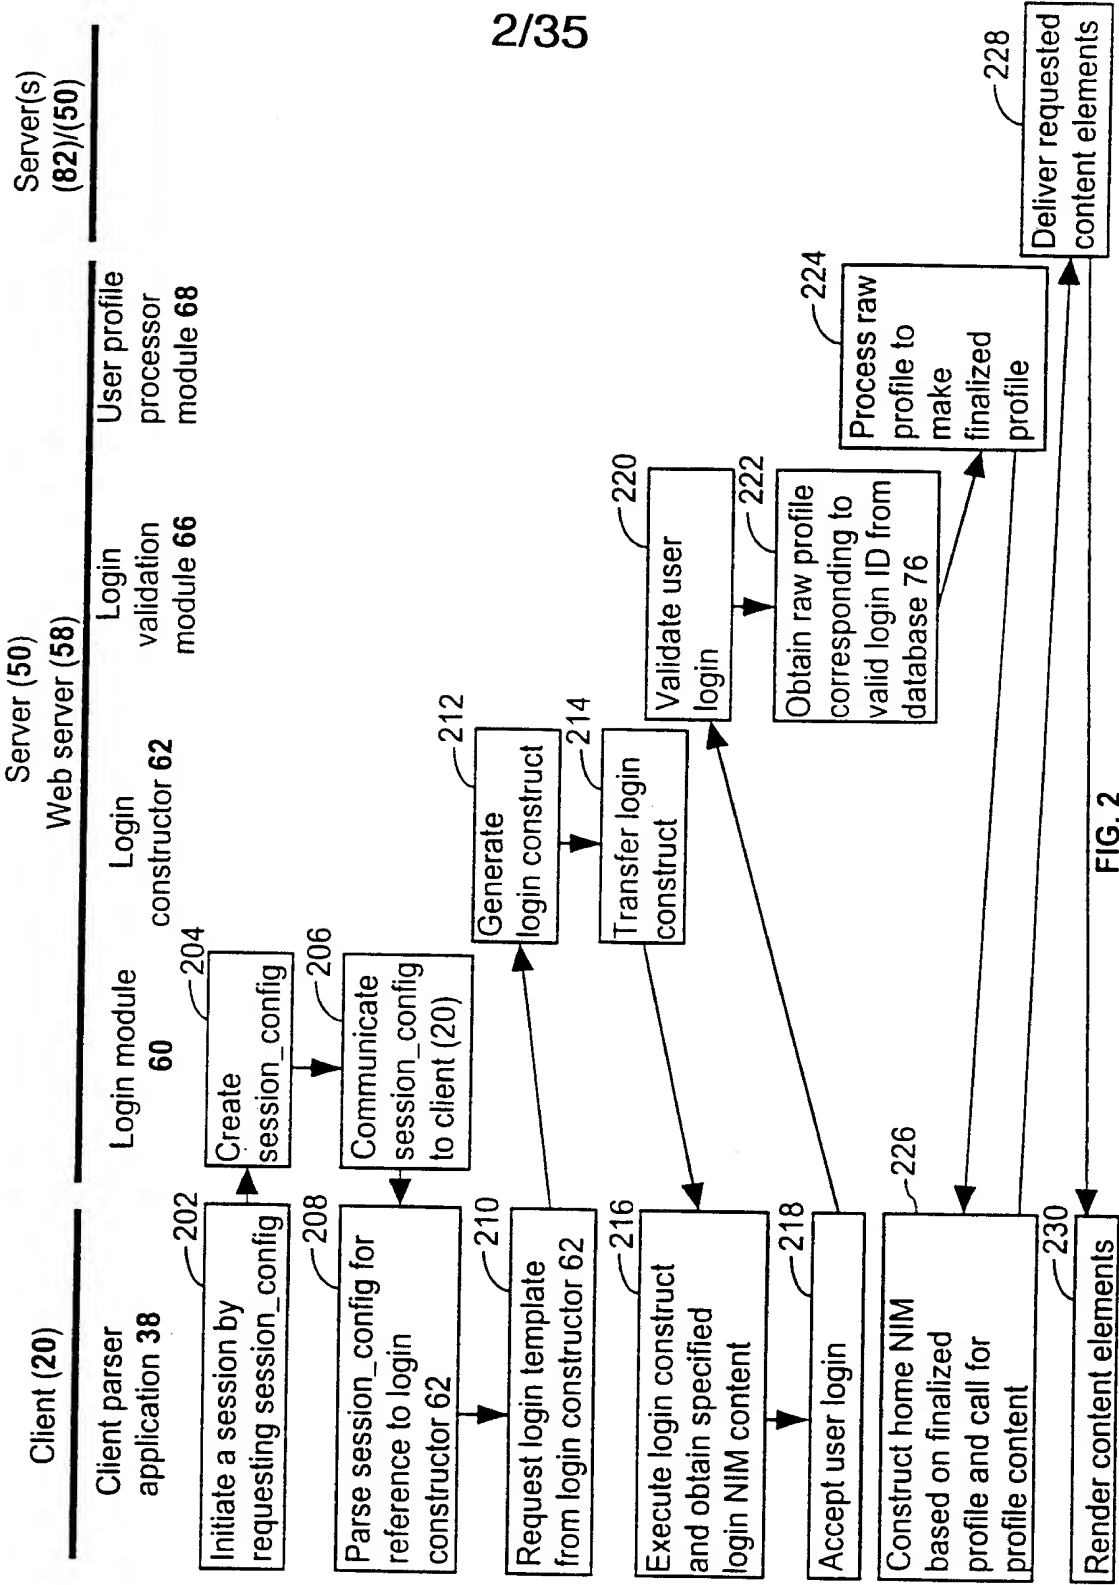 2/35
Client (20)
Server (50)
Web server (58)
Server(s)
(82)/(50)
Client parser
application 38
Login module
60
Login
constructor 62
Login
validation
module 66
User profile
processor
module 68
202
Initiate a session by
requesting session_config
204
Create
session_config
206
Communicate
session_config
to client (20)
208
Parse session_config for
reference to login
constructor 62
210
Request login template
from login constructor 62
212
Generate
login construct
214
Transfer login
construct
216
Execute login construct
and obtain specified
login NIM content
218
Accept user login
220
Validate user
login
222
Obtain raw profile
corresponding to
valid login ID from
database 76
224
Process raw
profile to
make
finalized
profile
226
Construct home NIM
based on finalized
profile and call for
profile content
228
Deliver requested
content elements
230
Render content elements
FIG. 2